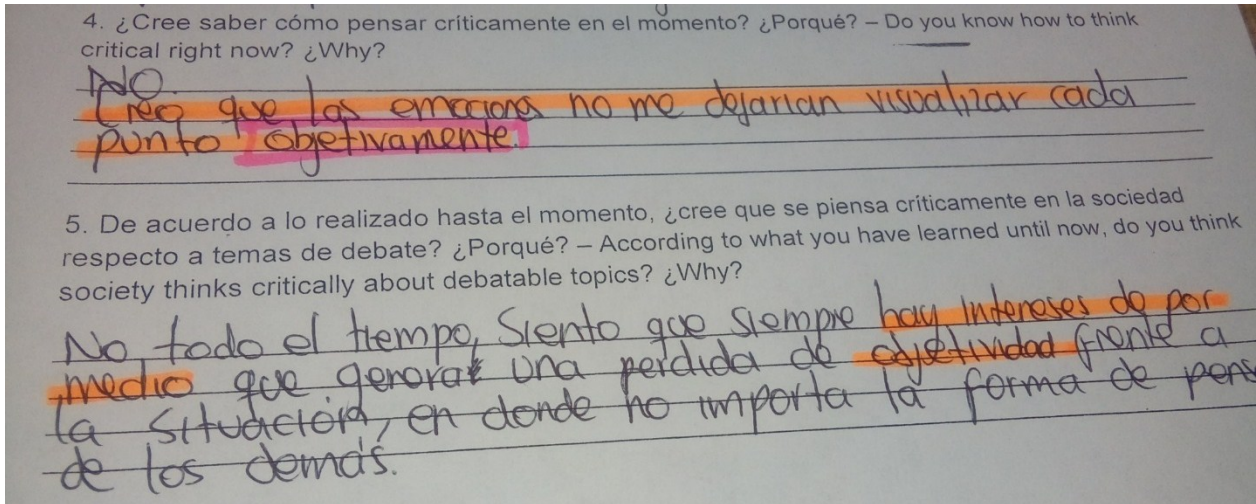 4. ¿Cree saber cómo pensar críticamente en el momento? ¿Porqué? – Do you know how to think
critical right now? ¿Why?
NO.
Creo que las emociones no me dejarian visualizar cada
punto objetivamente.
5. De acuerdo a lo realizado hasta el momento, ¿cree que se piensa críticamente en la sociedad
respecto a temas de debate? ¿Porqué? – According to what you have learned until now, do you think
society thinks critically about debatable topics? ¿Why?
No, todo el tiempo, Siento que siempre hay intereses de por
medio que generar una perdida de objetividad frente a
la situación, en donde no importa la forma de pens
de los demás.